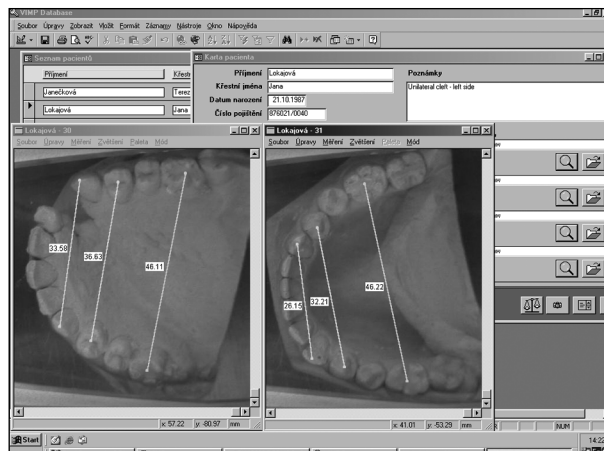 VIMP Database
Soubor Úpravy Zobrazit Vložit Formát Záznamy Nástroje Okno Nápověda
Seznam pacientů
Příjmení
Křestr
Janečková
Terez
Lokajová
Jana
Karta pacienta
Příjmení
Lokajová
Křestní jména
Jana
Datum narození
21.10.1987
Číslo pojištění
876021/0040
Poznámky
Unilateral cleft - left side
Lokajová - 30
Soubor Úpravy Měření Zvětšení Paleta Mód
33.58
36.63
46.11
x: 57.22 y: -80.97 mm
Lokajová - 31
Soubor Úpravy Měření Zvětšení Paleta Mód
26.15
32.21
46.22
x: 41.01 y: -53.29 mm
NUM
Start
14:22